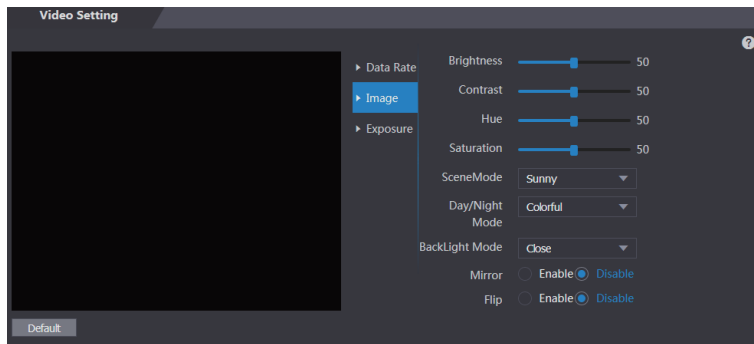 Video Setting
?
Data Rate
Image
Exposure
Brightness 50
Contrast 50
Hue 50
Saturation 50
SceneMode Sunny
Day/Night Mode Colorful
BackLight Mode Close
Mirror Enable Disable
Flip Enable Disable
Default